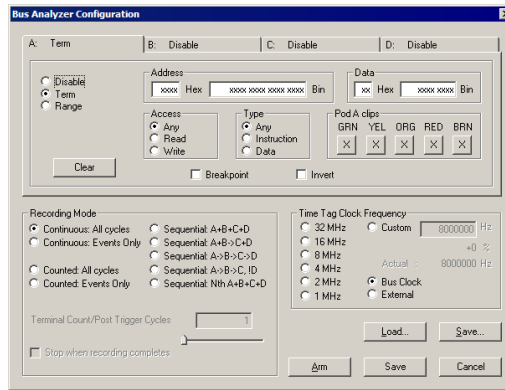 Bus Analyzer Configuration
A: Term
B: Disable
C: Disable
D: Disable
Disable
Term
Range
Clear
Address
xxxx Hex xxxx xxxx xxxx xxxx Bin
Data
xx Hex xxxx xxxx Bin
Access
Any
Read
Write
Type
Any
Instruction
Data
Pod A clips
GRN YEL ORG RED BRN
X X X X X
Breakpoint
Invert
Recording Mode
Continuous: All cycles
Continuous: Events Only
Counted: All cycles
Counted: Events Only
Sequential: A+B+C+D
Sequential: A+B->C+D
Sequential: A->B->C->D
Sequential: A->B->C, !D
Sequential: Nth A+B+C+D
Terminal Count/Post Trigger Cycles 1
Stop when recording completes
Time Tag Clock Frequency
32 MHz
16 MHz
8 MHz
4 MHz
2 MHz
1 MHz
Custom 8000000 Hz
+0 %
Actual : 8000000 Hz
Bus Clock
External
Load...
Save...
Arm
Save
Cancel